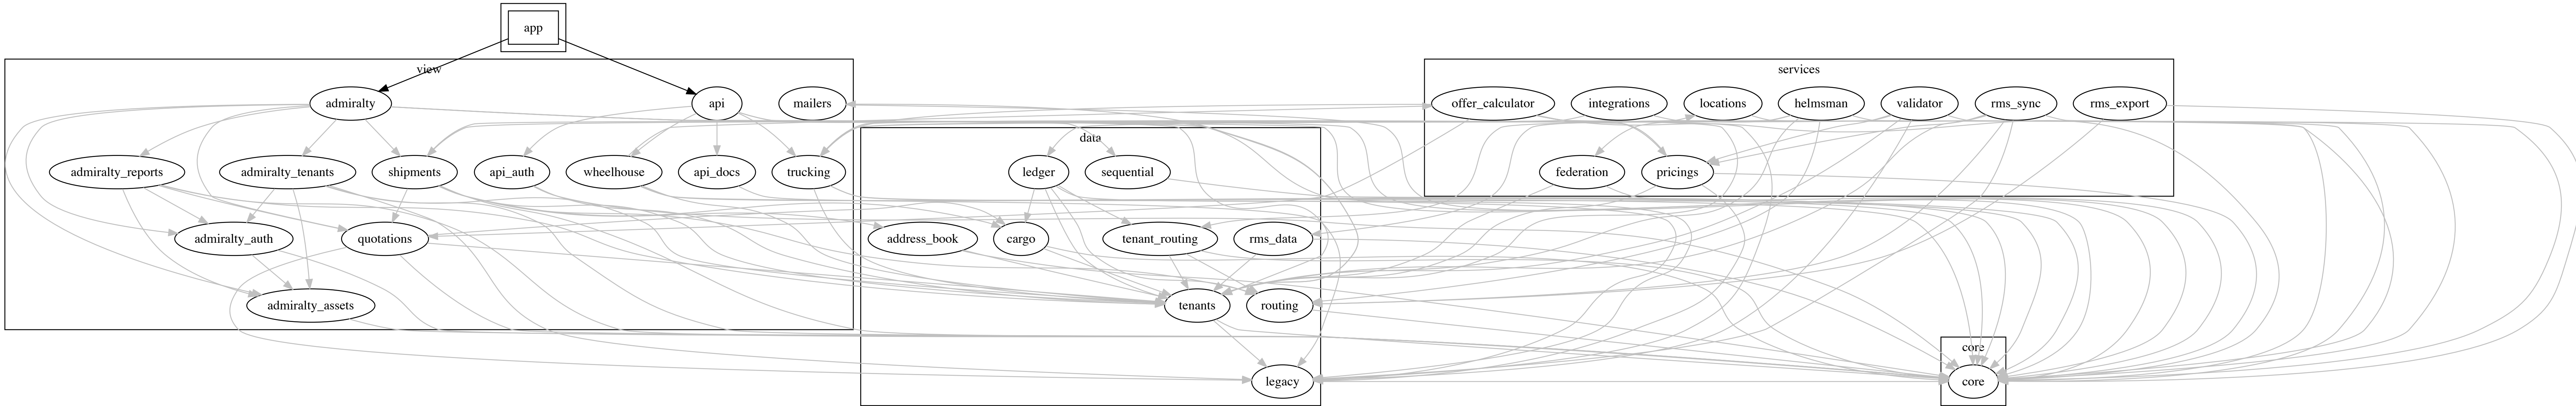 app
view
services
admiralty
api
mailers
offer_calculator
integrations
locations
helmsman
validator
rms_sync
rms_export
data
admiralty_reports
admiralty_tenants
shipments
api_auth
wheelhouse
api_docs
trucking
ledger
sequential
federation
pricings
admiralty_auth
quotations
address_book
cargo
tenant_routing
rms_data
admiralty_assets
tenants
routing
core
legacy
core